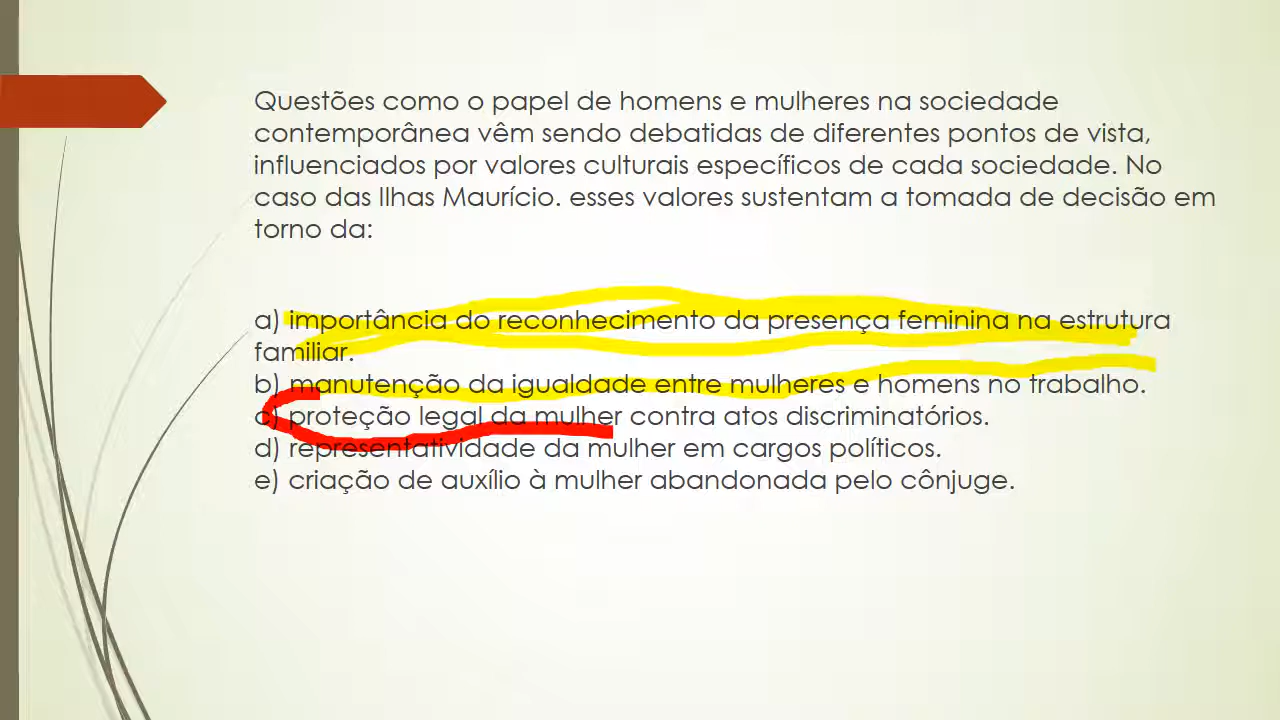 Questões como o papel de homens e mulheres na sociedade
contemporânea vêm sendo debatidas de diferentes pontos de vista,
influenciados por valores culturais específicos de cada sociedade. No
caso das Ilhas Maurício. esses valores sustentam a tomada de decisão em
torno da:
a) importância do reconhecimento da presença feminina na estrutura
familiar.
b) manutenção da igualdade entre mulheres e homens no trabalho.
c) proteção legal da mulher contra atos discriminatórios.
d) representatividade da mulher em cargos políticos.
e) criação de auxílio à mulher abandonada pelo cônjuge.